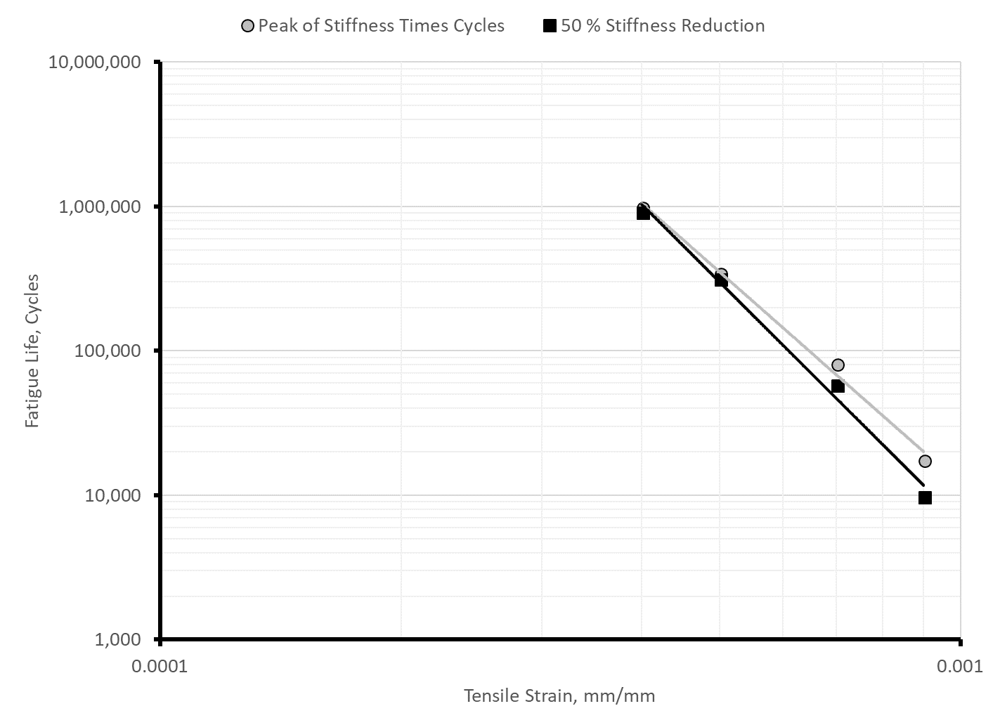 Peak of Stiffness Times Cycles 50 % Stiffness Reduction
10,000,000
1,000,000
100,000
10,000
1,000
Fatigue Life, Cycles
0.0001 0.001
Tensile Strain, mm/mm